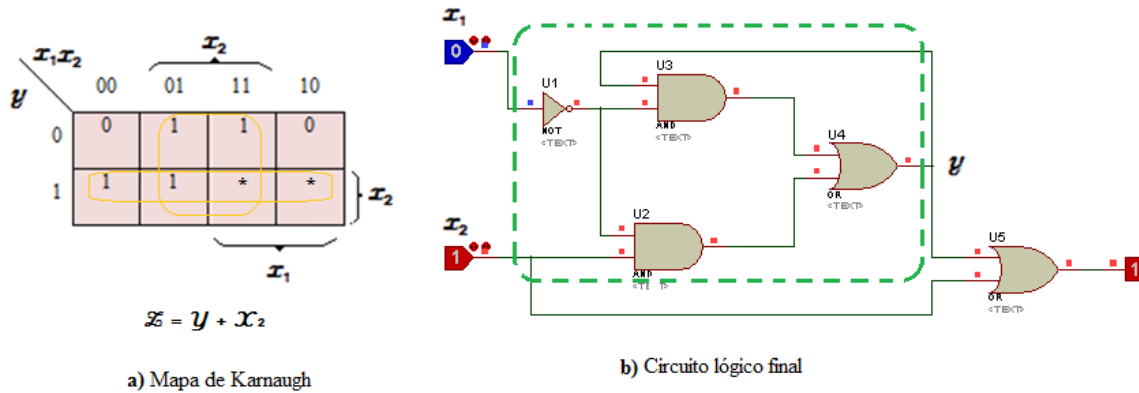 x₂
x₁x₂
00 01 11 10
y
0 0 1 1 0
1 1 1 * * x₂
x₁
Z = y + x₂
a) Mapa de Karnaugh
x₁
0
U1
NOT
<TEXT>
U3
AND
<TEXT>
U4
OR
<TEXT>
y
x₂
1
U2
AND
<TEXT>
U5
OR
<TEXT>
1
b) Circuito lógico final